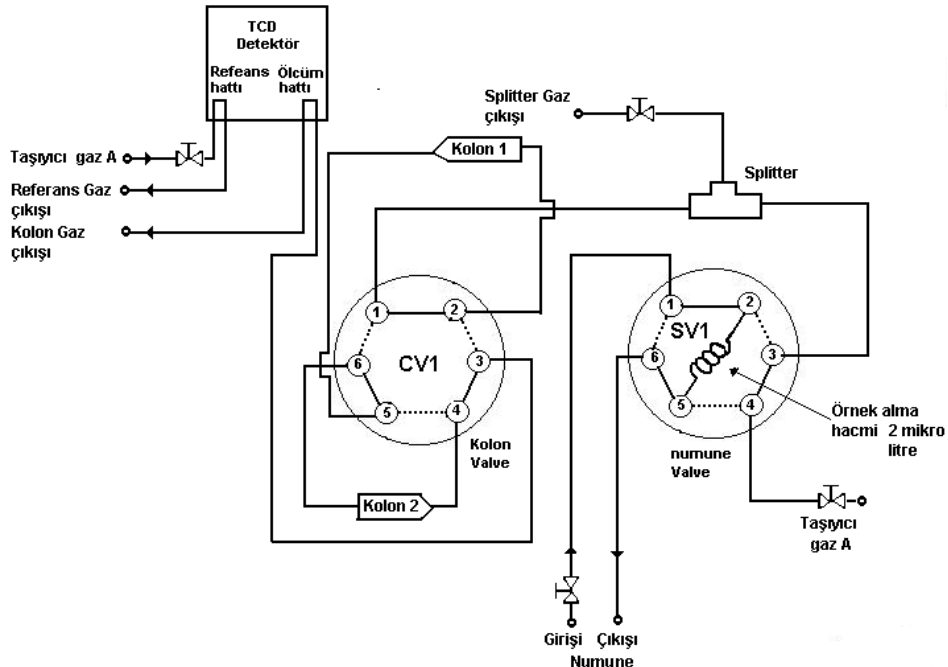 TCD
Detektör
Refeans
hattı
Ölcüm
hattı
Taşıyıcı gaz A
Referans Gaz
çıkışı
Kolon Gaz
çıkışı
Kolon 1
Splitter Gaz
çıkışı
Splitter
1
2
3
4
5
6
CV1
Kolon
Valve
Kolon 2
1
2
3
4
5
6
SV1
numune
Valve
Örnek alma
hacmi 2 mikro
litre
Taşıyıcı
gaz A
Girişi Çıkışı
Numune